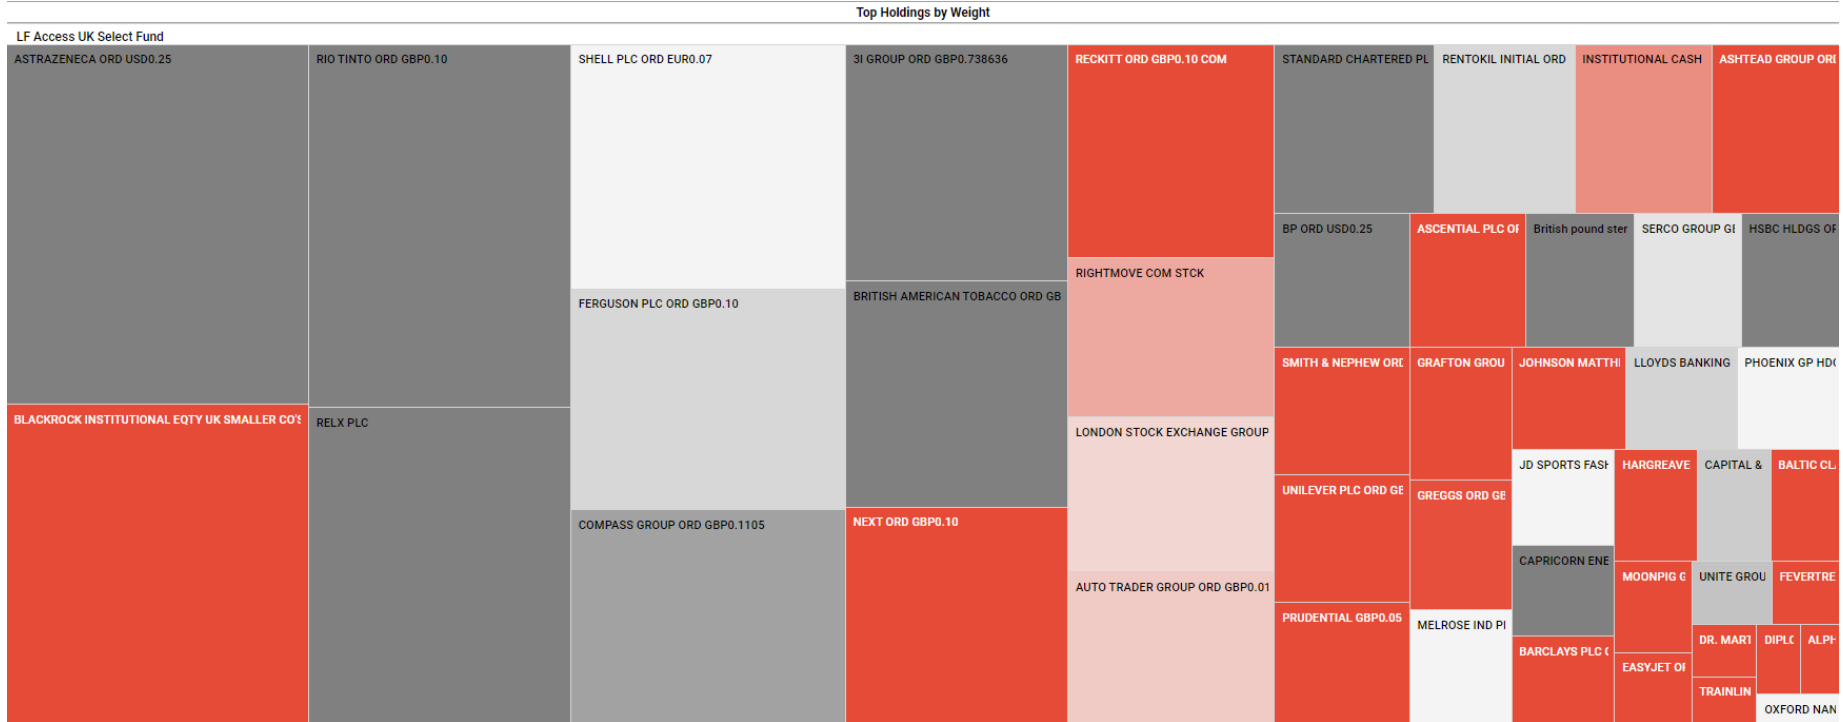 Top Holdings by Weight
LF Access UK Select Fund
ASTRAZENECA ORD USD0.25
RIO TINTO ORD GBP0.10
SHELL PLC ORD EUR0.07
3I GROUP ORD GBP0.738636
RECKITT ORD GBP0.10 COM
STANDARD CHARTERED PL
RENTOKIL INITIAL ORD
INSTITUTIONAL CASH
ASHTEAD GROUP ORI
BP ORD USD0.25
ASCENTIAL PLC OF
British pound ster
SERCO GROUP GE
HSBC HLDGS OF
RIGHTMOVE COM STCK
BRITISH AMERICAN TOBACCO ORD GB
FERGUSON PLC ORD GBP0.10
SMITH & NEPHEW ORD
GRAFTON GROU
JOHNSON MATTHI
LLOYDS BANKING
PHOENIX GP HD
BLACKROCK INSTITUTIONAL EQTY UK SMALLER CO'S
RELX PLC
LONDON STOCK EXCHANGE GROUP
JD SPORTS FASH
HARGREAVE
CAPITAL &
BALTIC CL
UNILEVER PLC ORD GB
GREGGS ORD GB
COMPASS GROUP ORD GBP0.1105
NEXT ORD GBP0.10
CAPRICORN ENE
MOONPIG G
UNITE GROU
FEVERTRE
AUTO TRADER GROUP ORD GBP0.01
PRUDENTIAL GBP0.05
MELROSE IND PI
BARCLAYS PLC
DR. MART
DIPL
ALPH
EASYJET OF
TRAINLIN
OXFORD NAN